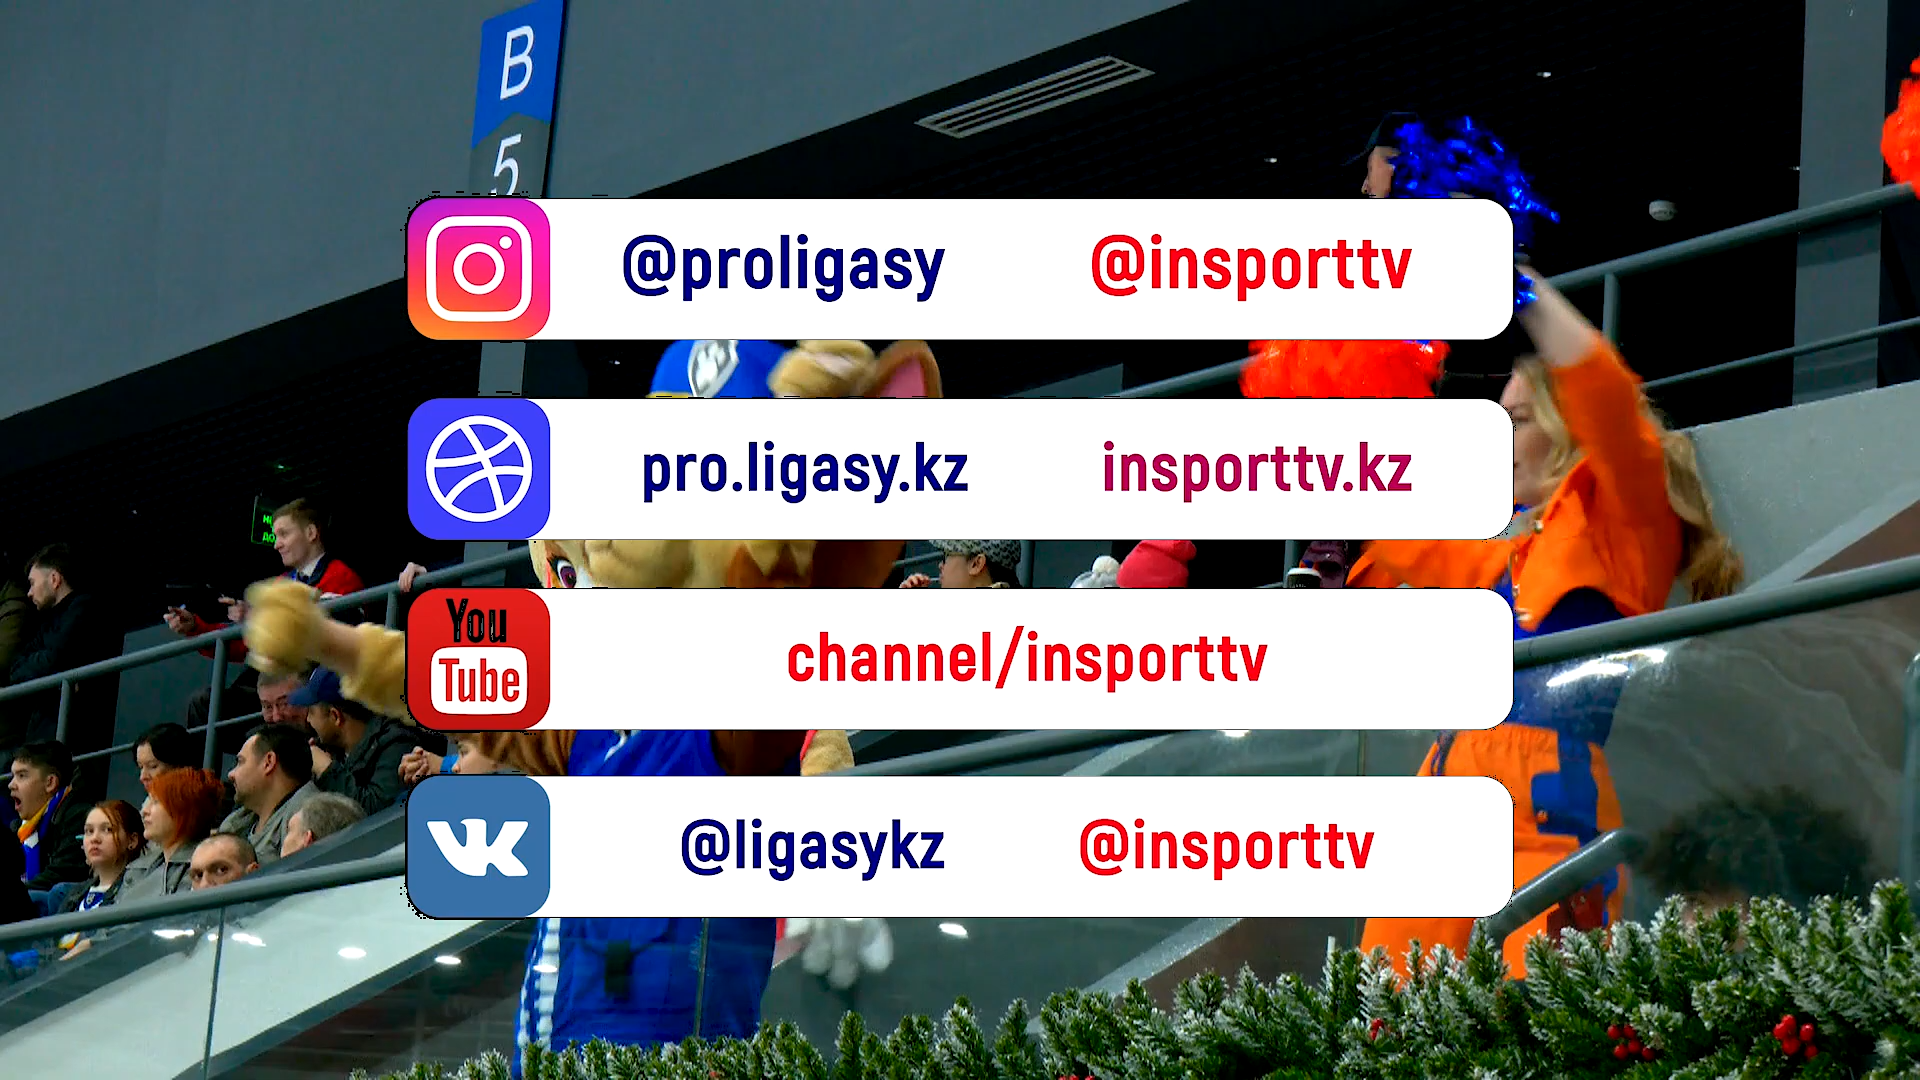 B
5
@proligasy @insporttv
pro.ligasy.kz insporttv.kz
You
Tube
channel/insporttv
@ligasykz @insporttv